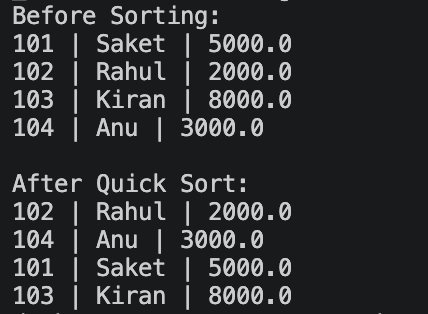 Before Sorting:
101 | Saket | 5000.0
102 | Rahul | 2000.0
103 | Kiran | 8000.0
104 | Anu | 3000.0

After Quick Sort:
102 | Rahul | 2000.0
104 | Anu | 3000.0
101 | Saket | 5000.0
103 | Kiran | 8000.0